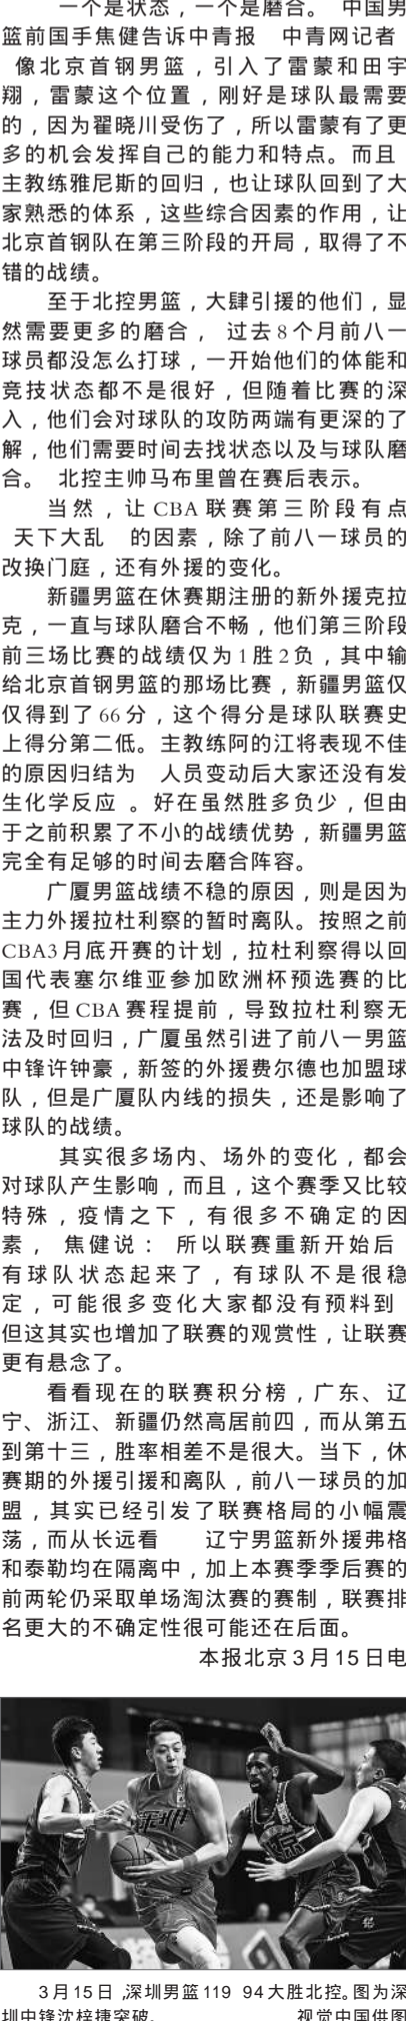 一个是状态，一个是磨合。 中国男
篮前国手焦健告诉中青报 中青网记者
像北京首钢男篮，引入了雷蒙和田宇
翔，雷蒙这个位置，刚好是球队最需要
的，因为翟晓川受伤了，所以雷蒙有了更
多的机会发挥自己的能力和特点。而且
主教练雅尼斯的回归，也让球队回到了大
家熟悉的体系，这些综合因素的作用，让
北京首钢队在第三阶段的开局，取得了不
错的战绩。
至于北控男篮，大肆引援的他们，显
然需要更多的磨合， 过去8个月前八一
球员都没怎么打球，一开始他们的体能和
竞技状态都不是很好，但随着比赛的深
入，他们会对球队的攻防两端有更深的了
解，他们需要时间去找状态以及与球队磨
合。 北控主帅马布里曾在赛后表示。
当然，让CBA联赛第三阶段有点
天下大乱 的因素，除了前八一球员的
改换门庭，还有外援的变化。
新疆男篮在休赛期注册的新外援克拉
克，一直与球队磨合不畅，他们第三阶段
前三场比赛的战绩仅为1胜2负，其中输
给北京首钢男篮的那场比赛，新疆男篮仅
仅得到了66分，这个得分是球队联赛史
上得分第二低。主教练阿的江将表现不佳
的原因归结为 人员变动后大家还没有发
生化学反应 。好在虽然胜多负少，但由
于之前积累了不小的战绩优势，新疆男篮
完全有足够的时间去磨合阵容。
广厦男篮战绩不稳的原因，则是因为
主力外援拉杜利察的暂时离队。按照之前
CBA3月底开赛的计划，拉杜利察得以回
国代表塞尔维亚参加欧洲杯预选赛的比
赛，但CBA赛程提前，导致拉杜利察无
法及时回归，广厦虽然引进了前八一男篮
中锋许钟豪，新签的外援费尔德也加盟球
队，但是广厦队内线的损失，还是影响了
球队的战绩。
其实很多场内、场外的变化，都会
对球队产生影响，而且，这个赛季又比较
特殊，疫情之下，有很多不确定的因
素， 焦健说： 所以联赛重新开始后
有球队状态起来了，有球队不是很稳
定，可能很多变化大家都没有预料到
但这其实也增加了联赛的观赏性，让联赛
更有悬念了。
看看现在的联赛积分榜，广东、辽
宁、浙江、新疆仍然高居前四，而从第五
到第十三，胜率相差不是很大。当下，休
赛期的外援引援和离队，前八一球员的加
盟，其实已经引发了联赛格局的小幅震
荡，而从长远看 辽宁男篮新外援弗格
和泰勒均在隔离中，加上本赛季季后赛的
前两轮仍采取单场淘汰赛的赛制，联赛排
名更大的不确定性很可能还在后面。
本报北京3月15日电
深圳
3月15日,深圳男篮119 94大胜北控。图为深
圳中锋沈梓捷突破。 视觉中国供图